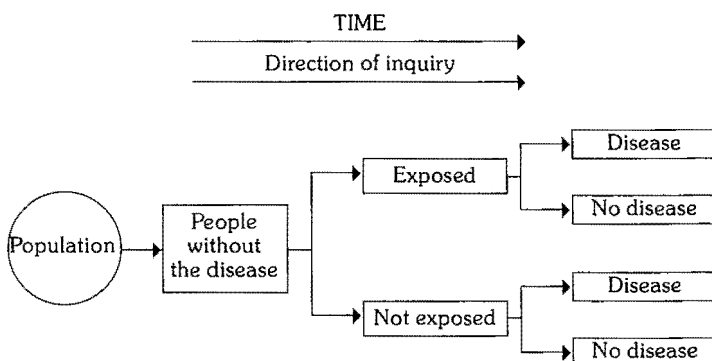 TIME
Direction of inquiry
Population
People
without
the disease
Exposed
Not exposed
Disease
No disease
Disease
No disease